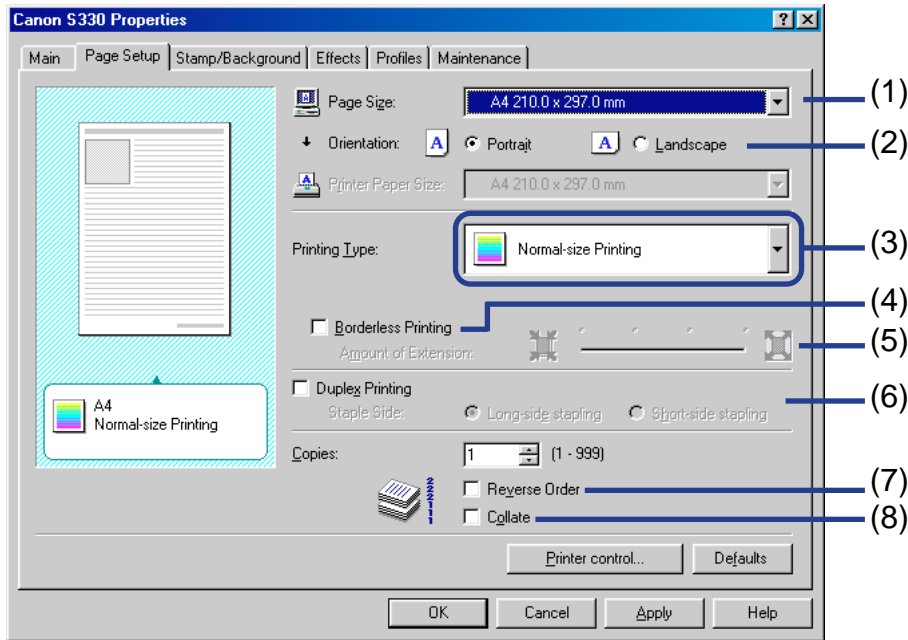 Canon S330 Properties
Main Page Setup Stamp/Background Effects Profiles Maintenance
Page Size: A4 210.0 x 297.0 mm (1)
Orientation: A Portrait A Landscape (2)
Printer Paper Size: A4 210.0 x 297.0 mm
Printing Type: Normal-size Printing (3)
Borderless Printing (4)
Amount of Extension: (5)
Duplex Printing
Staple Side: Long-side stapling Short-side stapling (6)
A4
Normal-size Printing
Copies: 1 (1 - 999)
Reverse Order (7)
Collate (8)
Printer control... Defaults
OK Cancel Apply Help